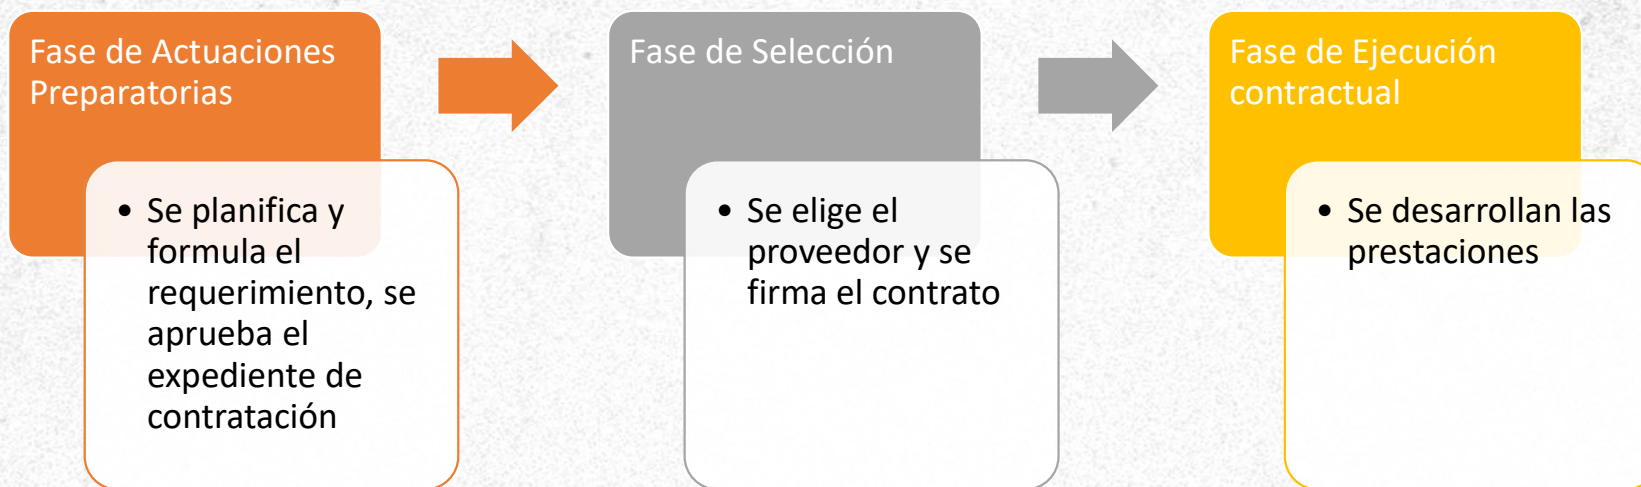 Fase de Actuaciones
Preparatorias
• Se planifica y
formula el
requerimiento, se
aprueba el
expediente de
contratación
Fase de Selección
• Se elige el
proveedor y se
firma el contrato
Fase de Ejecución
contractual
• Se desarrollan las
prestaciones